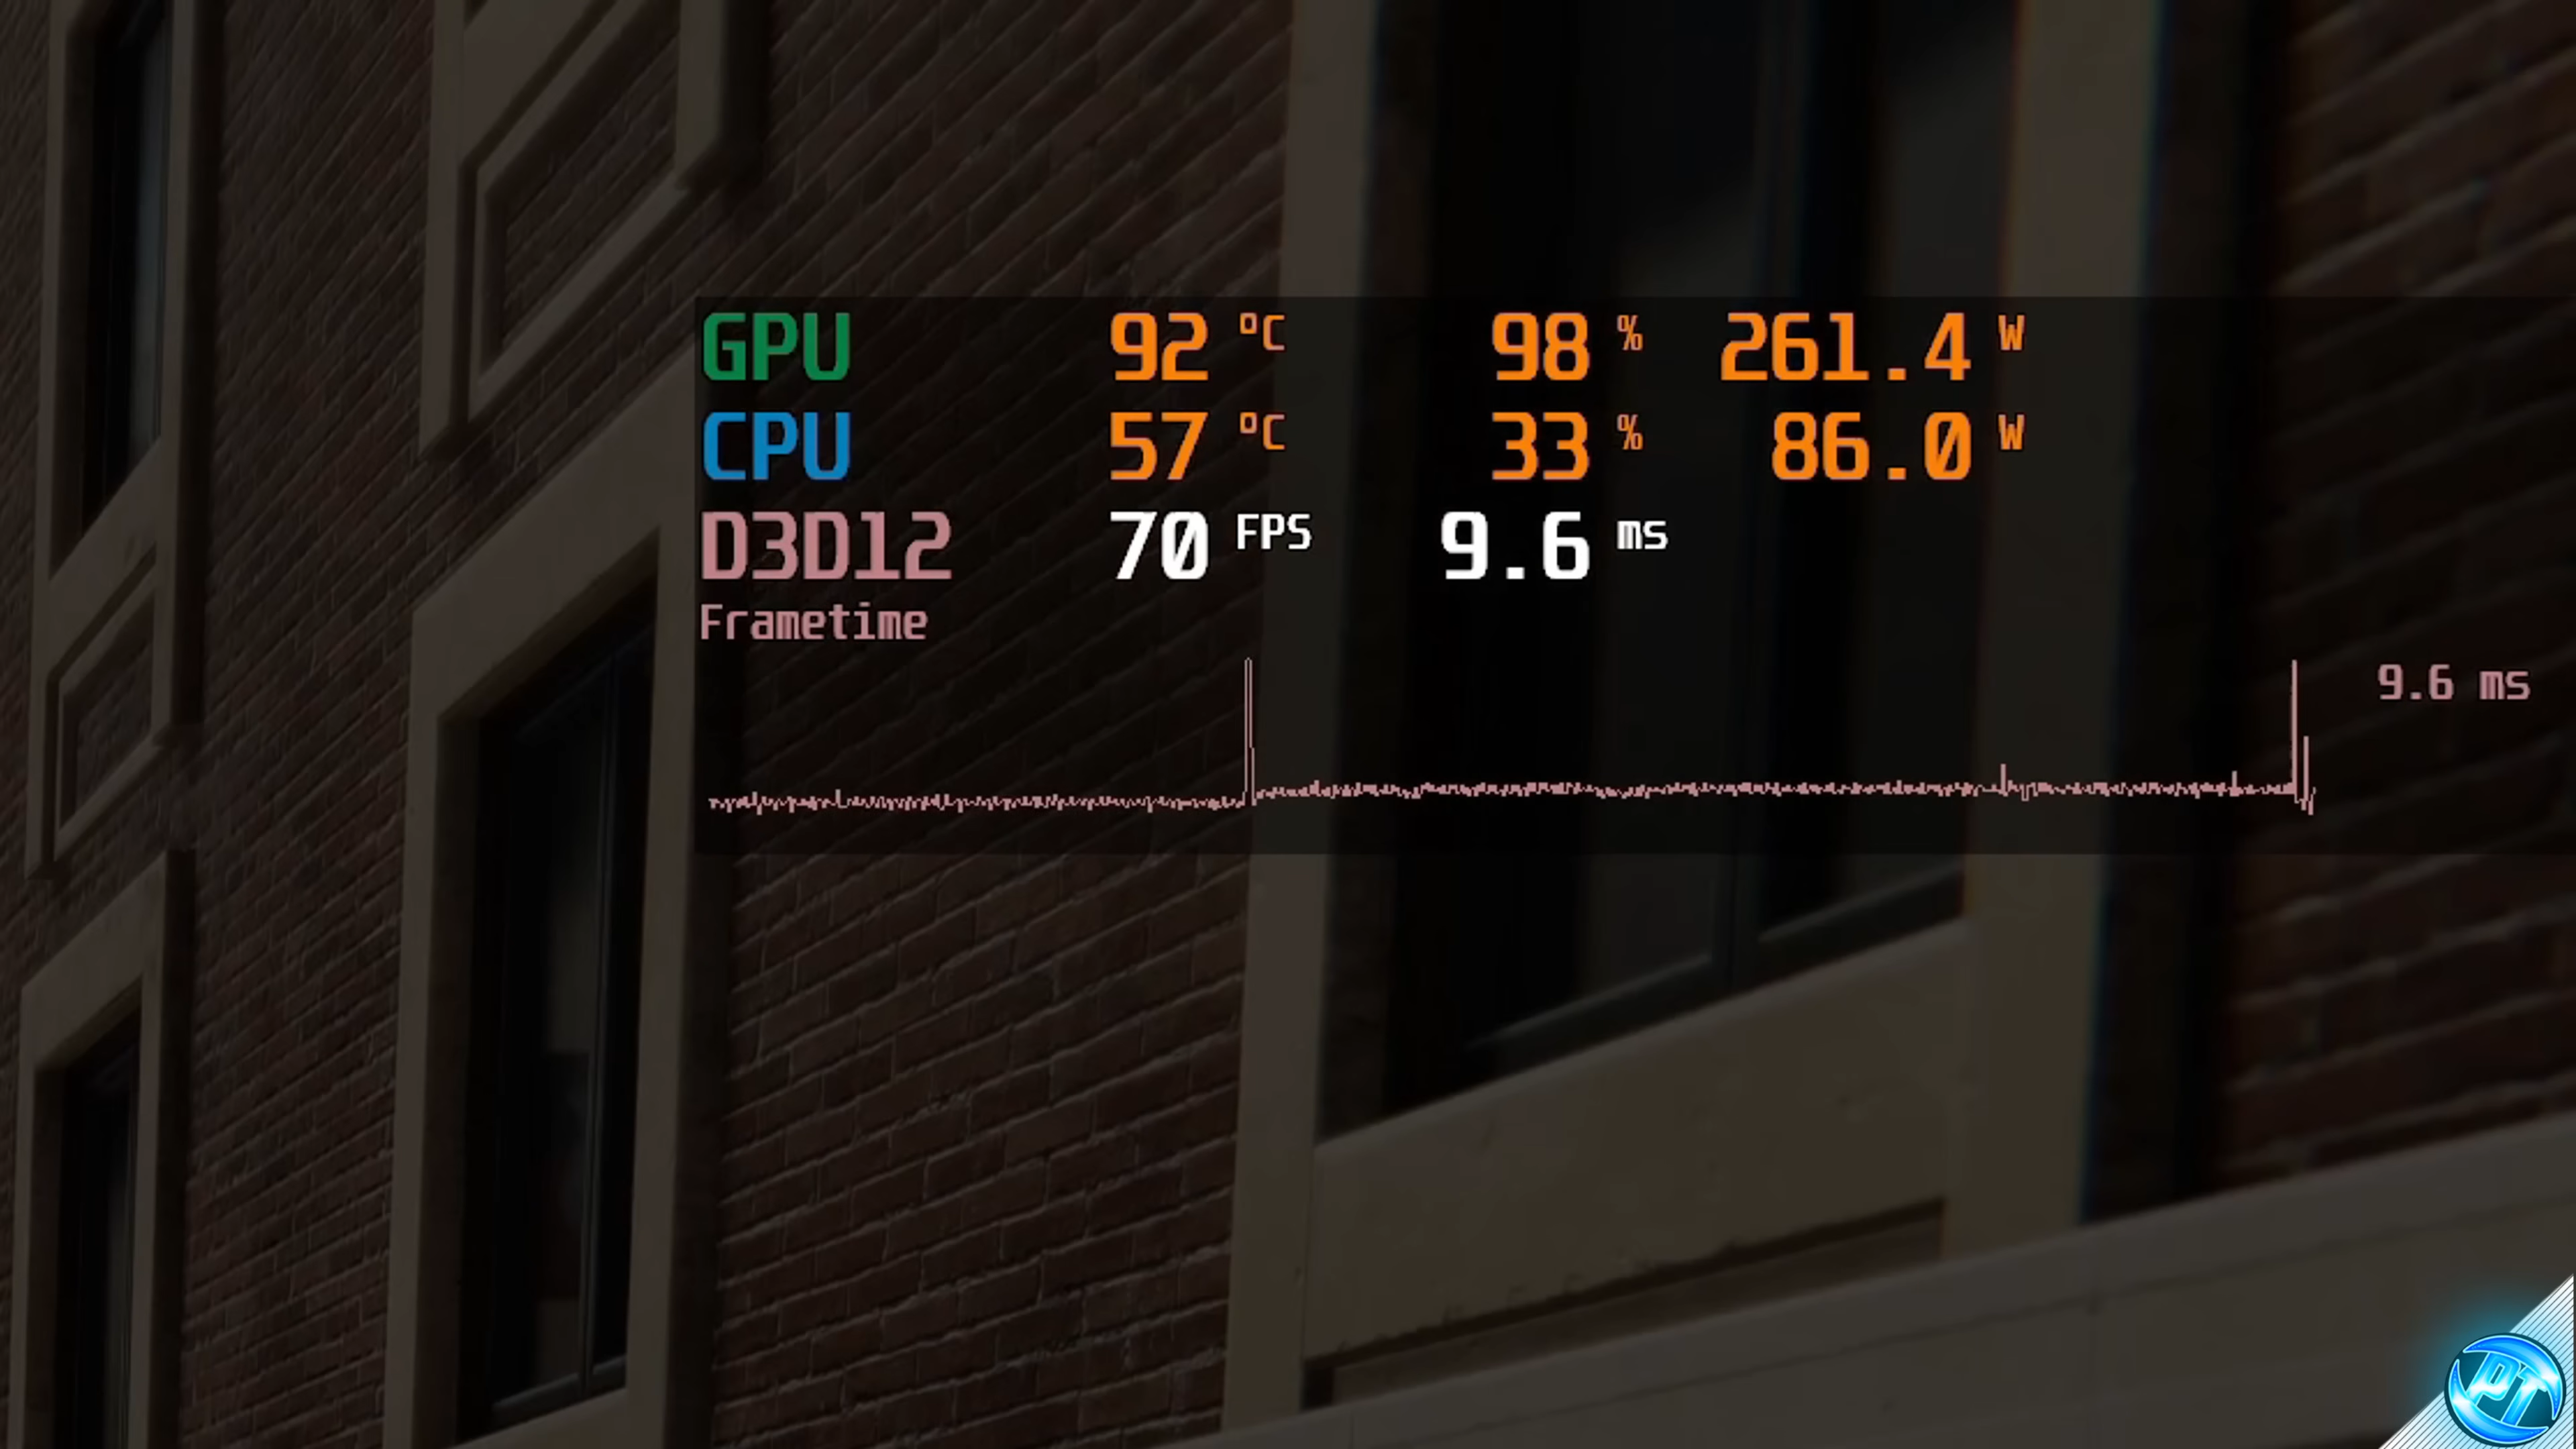 GPU 92 °C 98 % 261.4 W
CPU 57 °C 33 % 86.0 W
D3D12 70 FPS 9.6 ms
Frametime
9.6 ms
PT